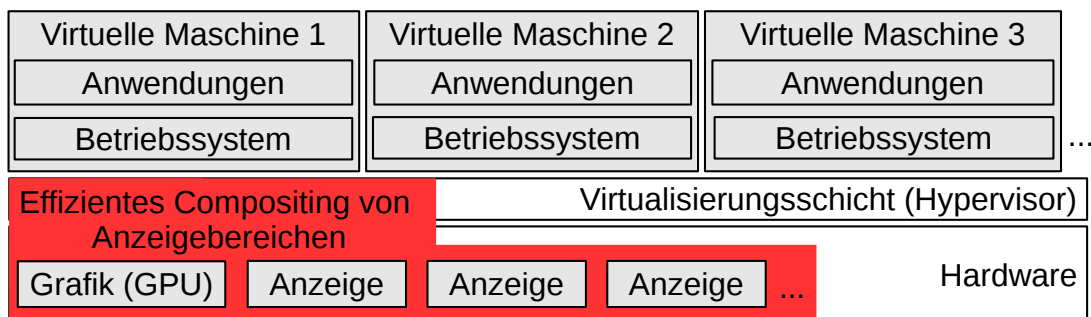 Virtuelle Maschine 1
Virtuelle Maschine 2
Virtuelle Maschine 3
Anwendungen
Anwendungen
Anwendungen
Betriebssystem
Betriebssystem
Betriebssystem
...
Effizientes Compositing von
Anzeigebereichen
Virtualisierungsschicht (Hypervisor)
Grafik (GPU)
Anzeige
Anzeige
Anzeige
...
Hardware